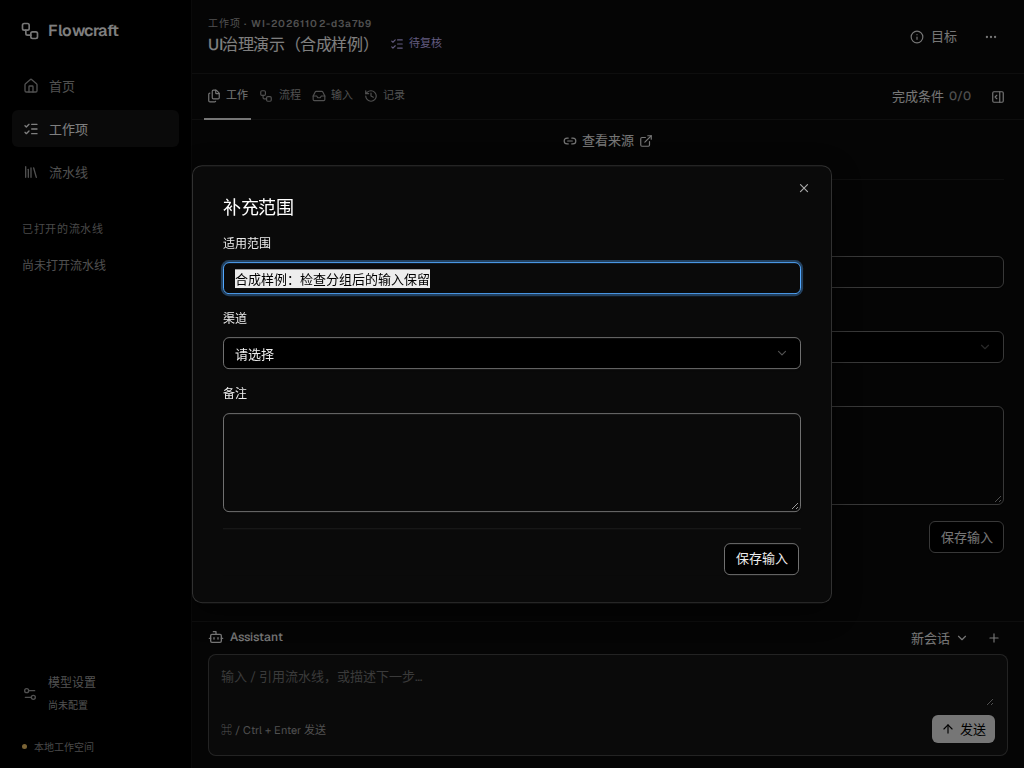 Flowcraft
首页
工作项
流水线
已打开的流水线
尚未打开流水线
模型设置
尚未配置
本地工作空间
工作项 · WI-20261102-d3a7b9
UI治理演示（合成样例）
待复核
目标
工作
流程
输入
记录
完成条件 0/0
查看来源
补充范围
适用范围
合成样例：检查分组后的输入保留
渠道
请选择
备注
保存输入
保存输入
Assistant
新会话
输入 / 引用流水线，或描述下一步…
⌘ / Ctrl + Enter 发送
发送